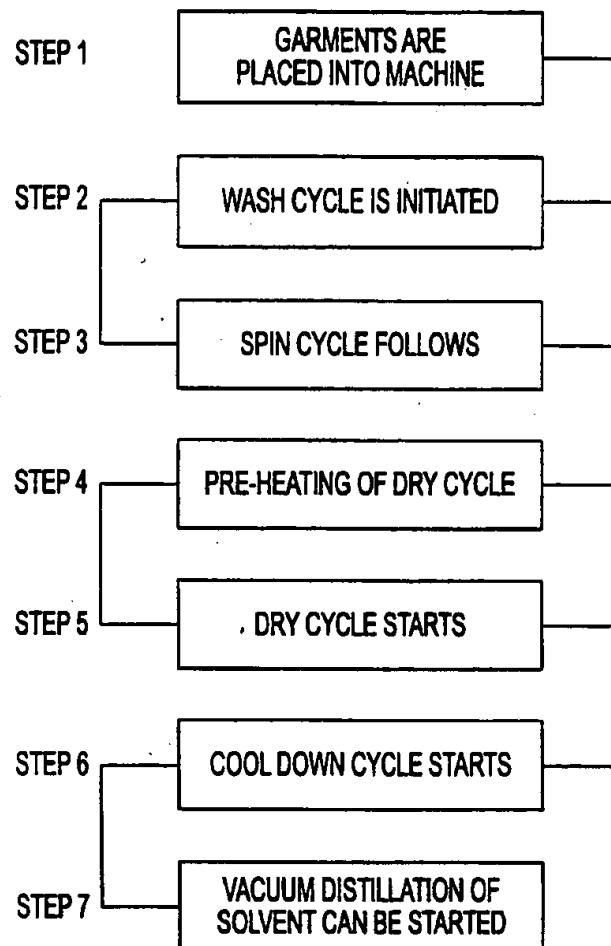 STEP 1
GARMENTS ARE
PLACED INTO MACHINE
STEP 2
WASH CYCLE IS INITIATED
STEP 3
SPIN CYCLE FOLLOWS
STEP 4
PRE-HEATING OF DRY CYCLE
STEP 5
DRY CYCLE STARTS
STEP 6
COOL DOWN CYCLE STARTS
STEP 7
VACUUM DISTILLATION OF
SOLVENT CAN BE STARTED